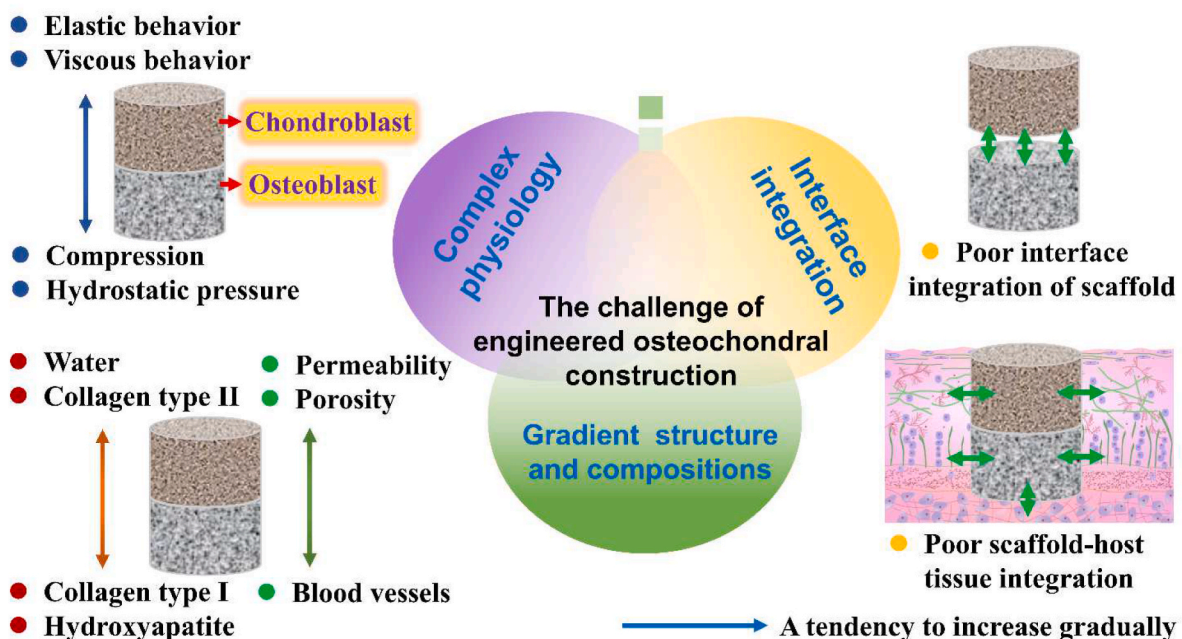 Elastic behavior
Viscous behavior
Chondroblast
Osteoblast
Compression
Hydrostatic pressure
Water
Collagen type II
Permeability
Porosity
Collagen type I
Hydroxyapatite
Blood vessels
Complex
physiology
Interface
integration
The challenge of
engineered osteochondral
construction
Gradient structure
and compositions
Poor interface
integration of scaffold
Poor scaffold-host
tissue integration
A tendency to increase gradually